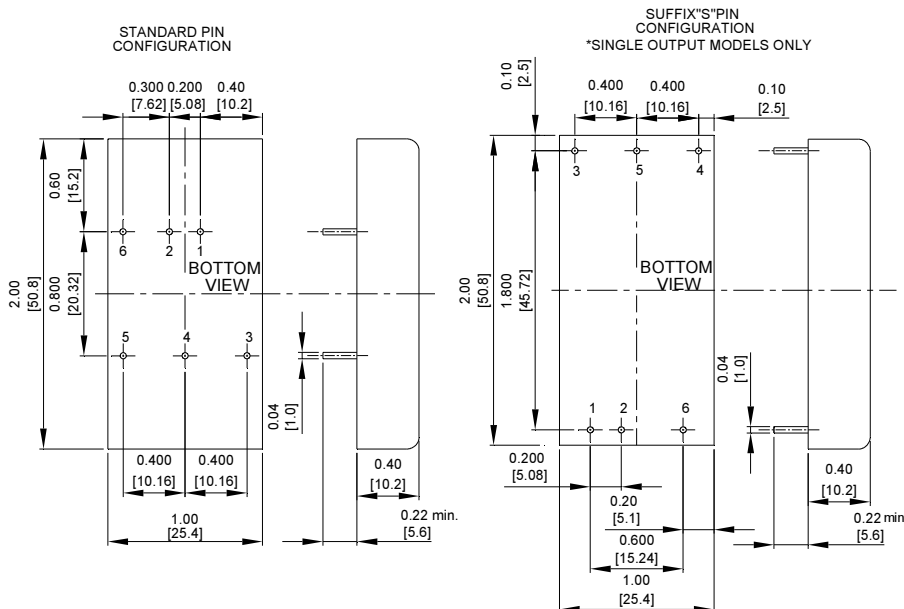 STANDARD PIN
CONFIGURATION
0.300 0.200 0.40
[7.62] [5.08] [10.2]
0.60
[15.2]
2.00
[50.8]
0.800
[20.32]
6 2 1
BOTTOM
VIEW
5 4 3
0.04
[1.0]
0.400 0.400
[10.16] [10.16]
1.00
[25.4]
0.40
[10.2]
0.22 min.
[5.6]
SUFFIX"S"PIN
CONFIGURATION
*SINGLE OUTPUT MODELS ONLY
0.10
[2.5]
0.400 0.400
[10.16] [10.16]
0.10
[2.5]
3 5 4
2.00
[50.8]
1.800
[45.72]
BOTTOM
VIEW
1 2 6
0.04
[1.0]
0.200
[5.08]
0.20
[5.1]
0.600
[15.24]
1.00
[25.4]
0.40
[10.2]
0.22 min
[5.6]